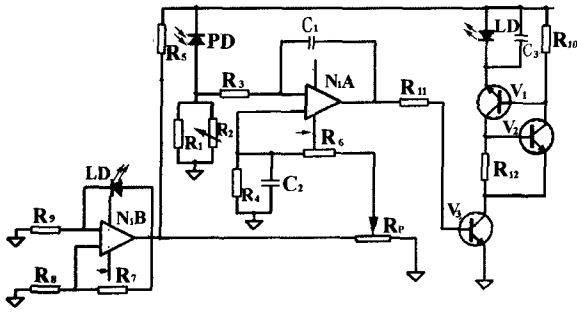 C₁
LD
PD
C₃
R₁₀
R₅
R₃
N₁A
R₁₁
V₁
R₁
R₂
V₂
R₆
R₁₂
R₄
C₂
LD
V₃
R₉
N₁B
Rₚ
R₈
R₇